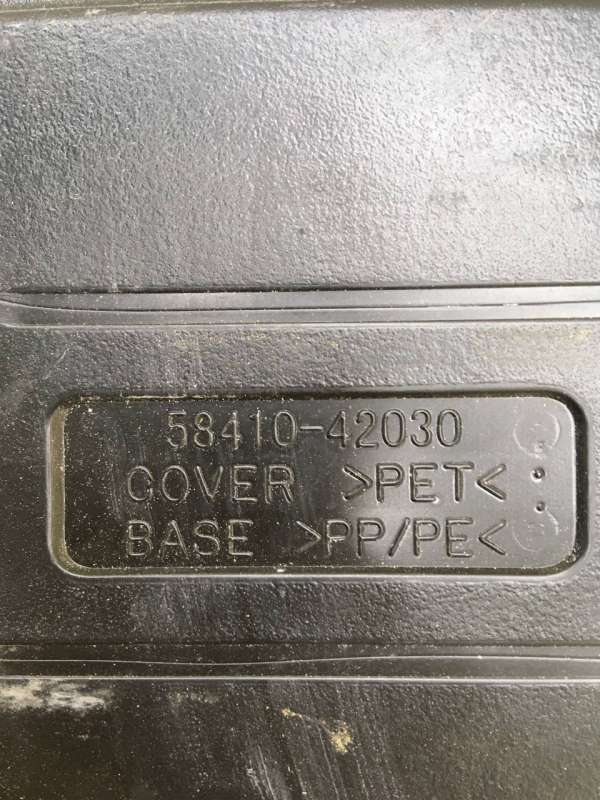 58410-42030
COVER >PET<
BASE >PP/PE<